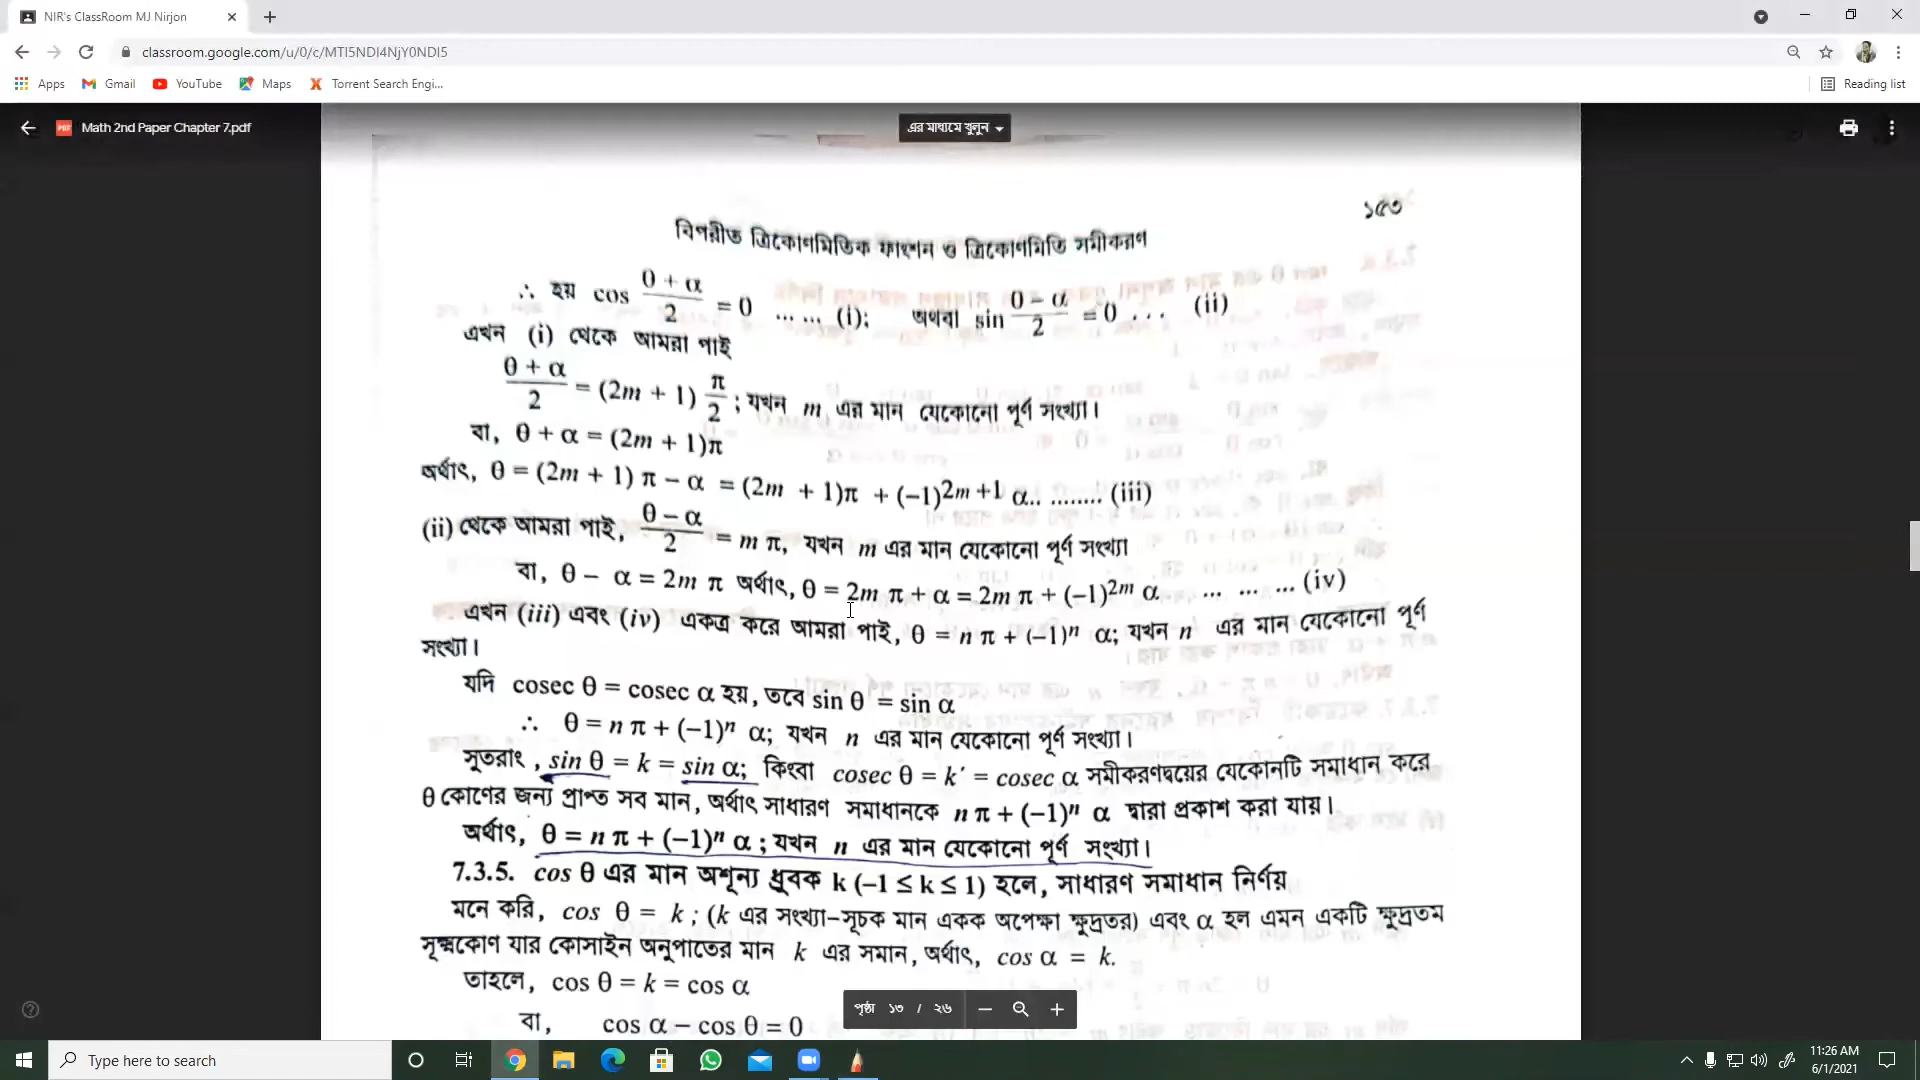 NIR's ClassRoom MJ Nirjon
classroom.google.com/u/0/c/MTI5NDI4NjY0NDI5
Apps Gmail YouTube Maps Torrent Search Engi... Reading list
Math 2nd Paper Chapter 7.pdf
এর মাধ্যমে খুলুন
১৫৩
বিপরীত ত্রিকোণমিতিক ফাংশন ও ত্রিকোণমিতি সমীকরণ
∴ হয় cos (θ + α)/2 = 0 ... ... (i); অথবা sin (θ − α)/2 = 0 ... (ii)
এখন (i) থেকে আমরা পাই
(θ + α)/2 = (2m + 1) π/2 ; যখন m এর মান যেকোনো পূর্ণ সংখ্যা।
বা, θ + α = (2m + 1)π
অর্থাৎ, θ = (2m + 1) π − α = (2m + 1)π + (−1)^2m+1 α.. ........ (iii)
(ii) থেকে আমরা পাই, (θ − α)/2 = m π, যখন m এর মান যেকোনো পূর্ণ সংখ্যা
বা, θ − α = 2m π অর্থাৎ, θ = 2m π + α = 2m π + (−1)^2m α ... ... ... (iv)
এখন (iii) এবং (iv) একত্র করে আমরা পাই, θ = n π + (−1)^n α; যখন n এর মান যেকোনো পূর্ণ
সংখ্যা।
যদি cosec θ = cosec α হয়, তবে sin θ = sin α
∴ θ = n π + (−1)^n α; যখন n এর মান যেকোনো পূর্ণ সংখ্যা।
সুতরাং, sin θ = k = sin α; কিংবা cosec θ = k′ = cosec α সমীকরণদ্বয়ের যেকোনটি সমাধান করে
θ কোণের জন্য প্রাপ্ত সব মান, অর্থাৎ সাধারণ সমাধানকে n π + (−1)^n α দ্বারা প্রকাশ করা যায়।
অর্থাৎ, θ = n π + (−1)^n α ; যখন n এর মান যেকোনো পূর্ণ সংখ্যা।
7.3.5. cos θ এর মান অশূন্য ধ্রুবক k (−1 ≤ k ≤ 1) হলে, সাধারণ সমাধান নির্ণয়
মনে করি, cos θ = k ; (k এর সংখ্যা-সূচক মান একক অপেক্ষা ক্ষুদ্রতর) এবং α হল এমন একটি ক্ষুদ্রতম
সূক্ষ্মকোণ যার কোসাইন অনুপাতের মান k এর সমান, অর্থাৎ, cos α = k.
তাহলে, cos θ = k = cos α
বা, cos α − cos θ = 0
পৃষ্ঠা ১৩ / ২৬
Type here to search
11:26 AM
6/1/2021